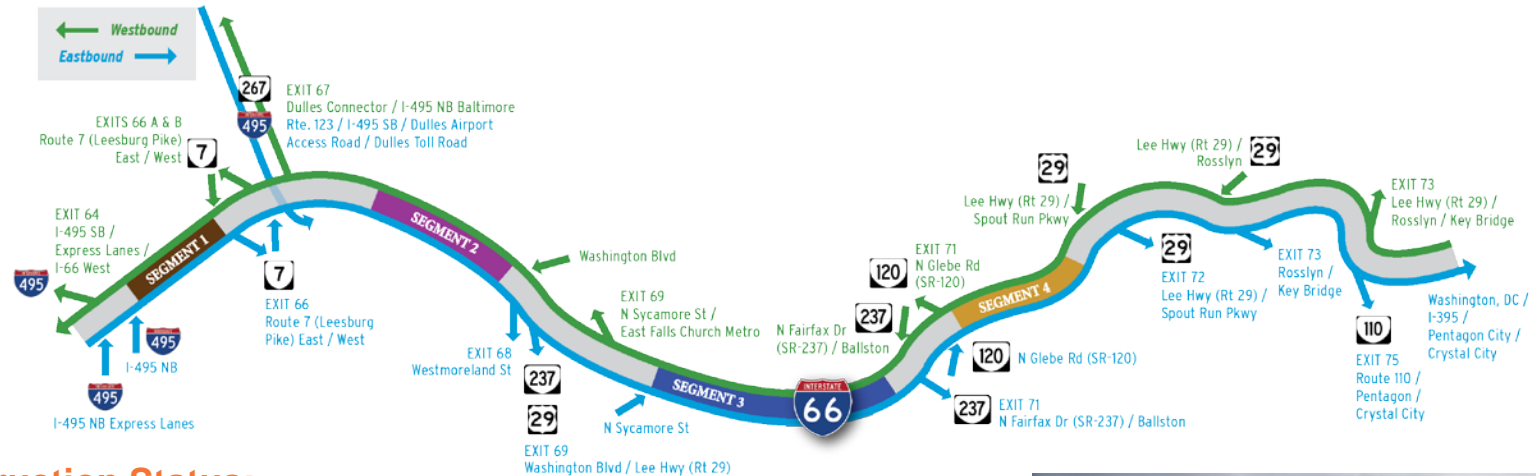 Westbound
Eastbound
267
495
EXIT 67
Dulles Connector / I-495 NB Baltimore
Rte. 123 / I-495 SB / Dulles Airport
Access Road / Dulles Toll Road
EXITS 66 A & B
Route 7 (Leesburg Pike)
East / West
7
EXIT 64
I-495 SB /
Express Lanes /
I-66 West
495
SEGMENT 1
495
I-495 NB
495
I-495 NB Express Lanes
7
EXIT 66
Route 7 (Leesburg
Pike) East / West
SEGMENT 2
Washington Blvd
EXIT 68
Westmoreland St
237
29
EXIT 69
Washington Blvd / Lee Hwy (Rt 29)
EXIT 69
N Sycamore St /
East Falls Church Metro
N Sycamore St
SEGMENT 3
INTERSTATE
66
N Fairfax Dr
(SR-237) / Ballston
237
120
EXIT 71
N Glebe Rd
(SR-120)
SEGMENT 4
120
N Glebe Rd (SR-120)
237
EXIT 71
N Fairfax Dr (SR-237) / Ballston
29
Lee Hwy (Rt 29) /
Spout Run Pkwy
29
EXIT 72
Lee Hwy (Rt 29) /
Spout Run Pkwy
Lee Hwy (Rt 29) /
Rosslyn
29
EXIT 73
Rosslyn /
Key Bridge
EXIT 73
Lee Hwy (Rt 29) /
Rosslyn / Key Bridge
110
EXIT 75
Route 110 /
Pentagon /
Crystal City
Washington, DC /
I-395 /
Pentagon City /
Crystal City